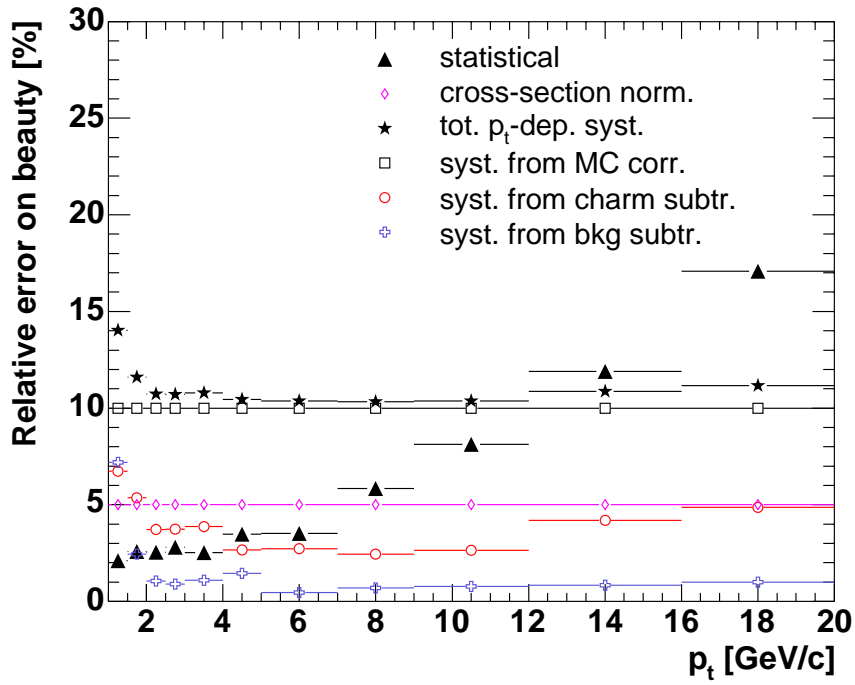 Relative error on beauty [%]
30
25
20
15
10
5
0
statistical
cross-section norm.
tot. pt-dep. syst.
syst. from MC corr.
syst. from charm subtr.
syst. from bkg subtr.
2 4 6 8 10 12 14 16 18 20
pt [GeV/c]